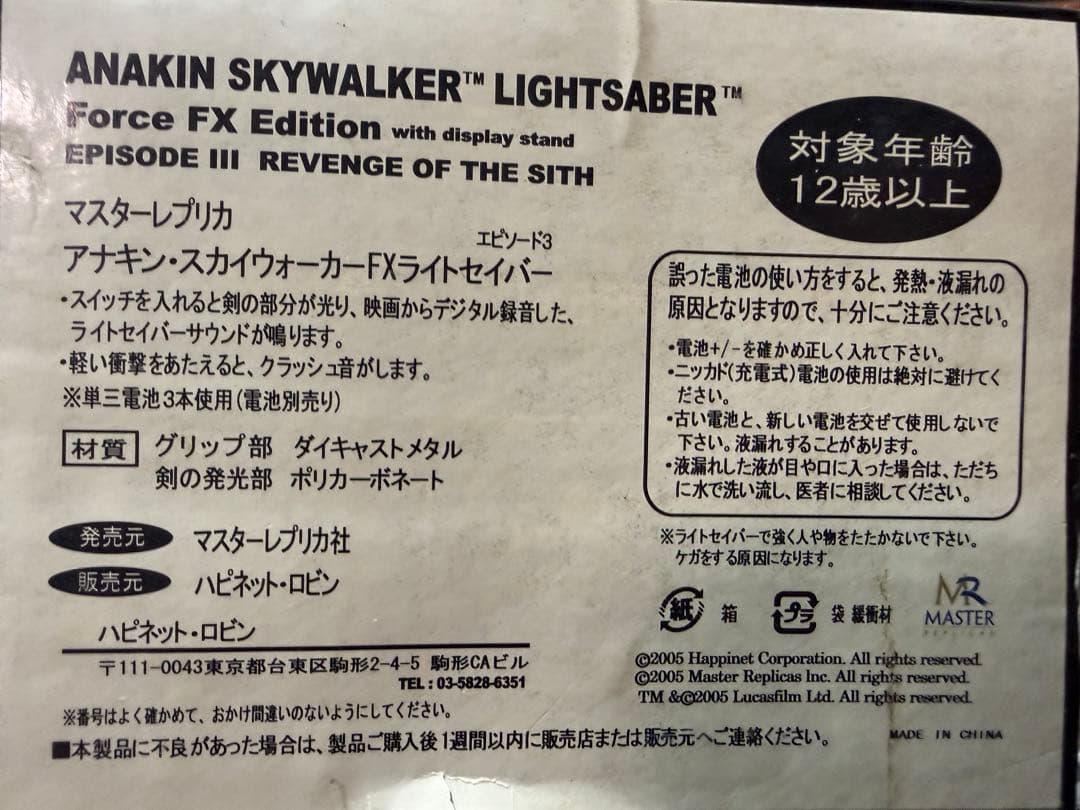 ANAKIN SKYWALKER™ LIGHTSABER™
Force FX Edition with display stand
EPISODE III REVENGE OF THE SITH
対象年齢
12歳以上
マスターレプリカ
エピソード3
アナキン・スカイウォーカーFXライトセイバー
・スイッチを入れると剣の部分が光り、映画からデジタル録音した、
ライトセイバーサウンドが鳴ります。
・軽い衝撃をあたえると、クラッシュ音がします。
※単三電池3本使用(電池別売り)
材質 グリップ部 ダイキャストメタル
剣の発光部 ポリカーボネート
発売元 マスターレプリカ社
販売元 ハピネット・ロビン
ハピネット・ロビン
〒111-0043東京都台東区駒形2-4-5 駒形CAビル
TEL : 03-5828-6351
※番号はよく確かめて、おかけ間違いのないようにしてください。
■本製品に不良があった場合は、製品ご購入後1週間以内に販売店または販売元へご連絡ください。
誤った電池の使い方をすると、発熱・液漏れの
原因となりますので、十分にご注意ください。
・電池+/-を確かめ正しく入れて下さい。
・ニッカド(充電式)電池の使用は絶対に避けてく
ださい。
・古い電池と、新しい電池を交ぜて使用しないで
下さい。液漏れすることがあります。
・液漏れした液が目や口に入った場合は、ただち
に水で洗い流し、医者に相談してください。
※ライトセイバーで強く人や物をたたかないで下さい。
ケガをする原因になります。
紙 箱 プラ 袋 緩衝材
MR
MASTER
REPLICAS
©2005 Happinet Corporation. All rights reserved.
©2005 Master Replicas Inc. All rights reserved.
TM &©2005 Lucasfilm Ltd. All rights reserved.
MADE IN CHINA